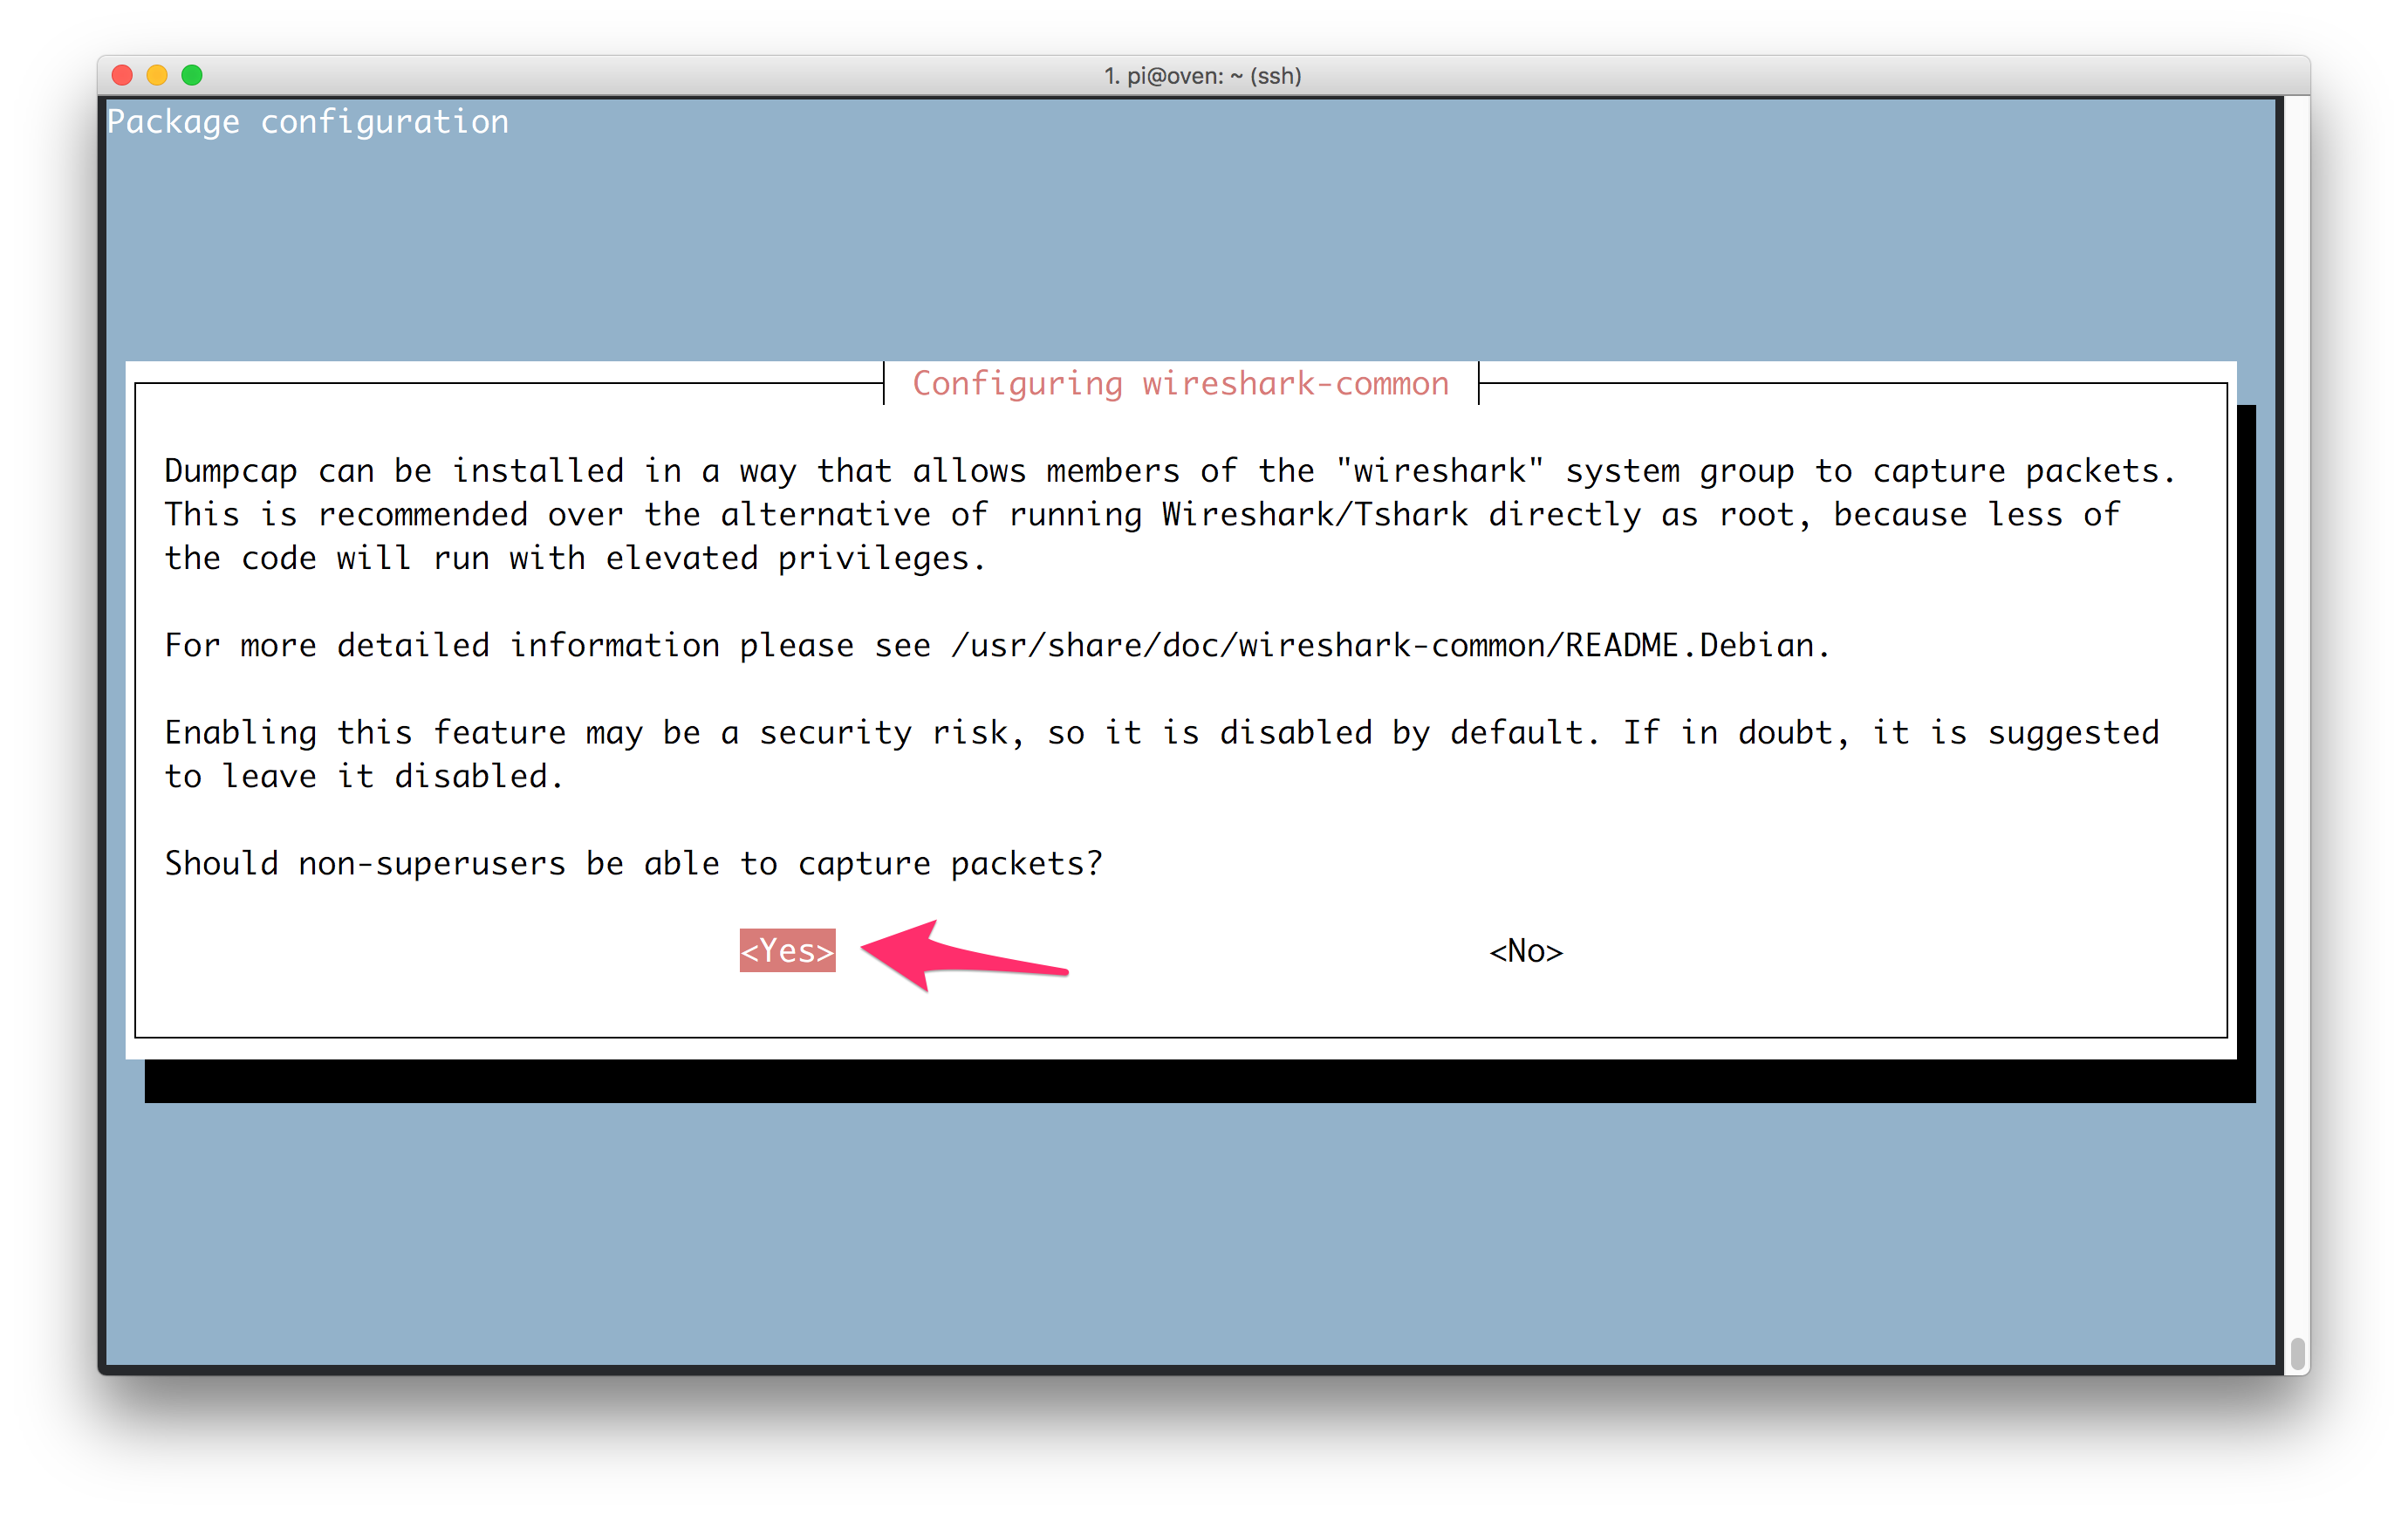 1. pi@oven: ~ (ssh)
Package configuration
Configuring wireshark-common
Dumpcap can be installed in a way that allows members of the "wireshark" system group to capture packets.
This is recommended over the alternative of running Wireshark/Tshark directly as root, because less of
the code will run with elevated privileges.
For more detailed information please see /usr/share/doc/wireshark-common/README.Debian.
Enabling this feature may be a security risk, so it is disabled by default. If in doubt, it is suggested
to leave it disabled.
Should non-superusers be able to capture packets?
<Yes> <No>